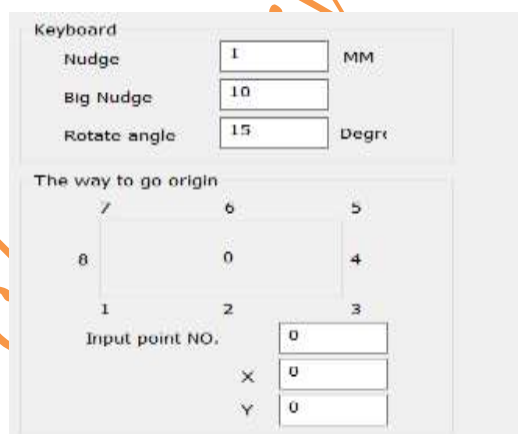 Keyboard
Nudge 1 MM
Big Nudge 10
Rotate angle 15 Degre
The way to go origin
7 6 5
8 0 4
1 2 3
Input point NO. 0
X 0
Y 0